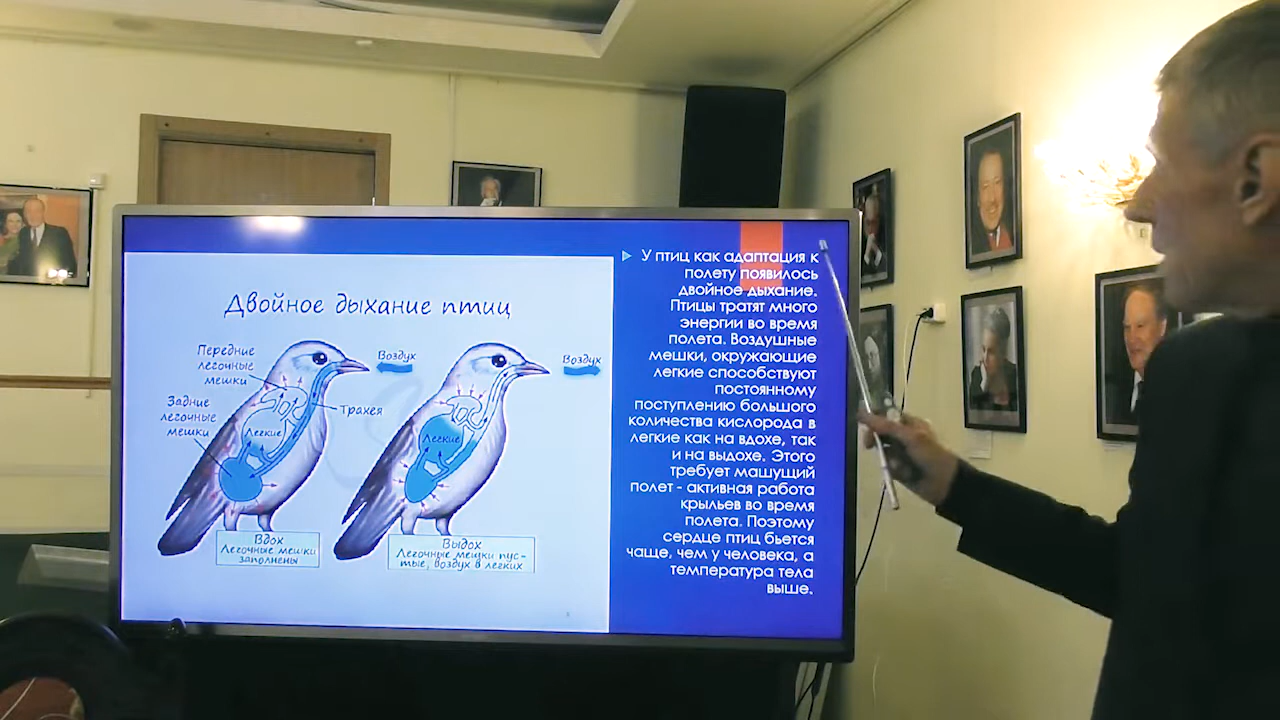 Двойное дыхание птиц
Передние
легочные
мешки
Воздух
Воздух
Задние
легочные
мешки
Трахея
Легкие
Легкие
Вдох
Легочные мешки
заполнены
Выдох
Легочные мешки пус-
тые, воздух в легких
У птиц как адаптация к
полету появилось
двойное дыхание.
Птицы тратят много
энергии во время
полета. Воздушные
мешки, окружающие
легкие способствуют
постоянному
поступлению большого
количества кислорода в
легкие как на вдохе, так
и на выдохе. Этого
требует машущий
полет - активная работа
крыльев во время
полета. Поэтому
сердце птиц бьется
чаще, чем у человека, а
температура тела
выше.